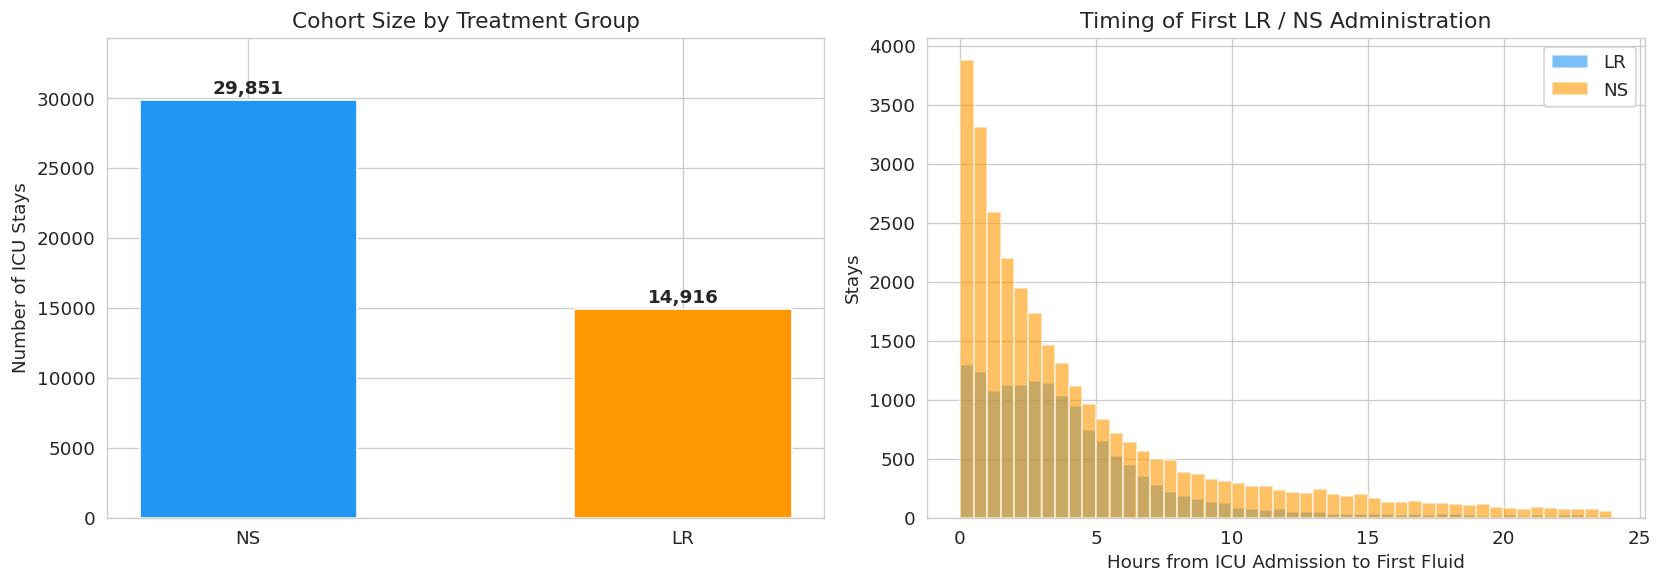 Cohort Size by Treatment Group
Number of ICU Stays
30000
25000
20000
15000
10000
5000
0
29,851
14,916
NS
LR
Timing of First LR / NS Administration
Stays
4000
3500
3000
2500
2000
1500
1000
500
0
LR
NS
0
5
10
15
20
25
Hours from ICU Admission to First Fluid